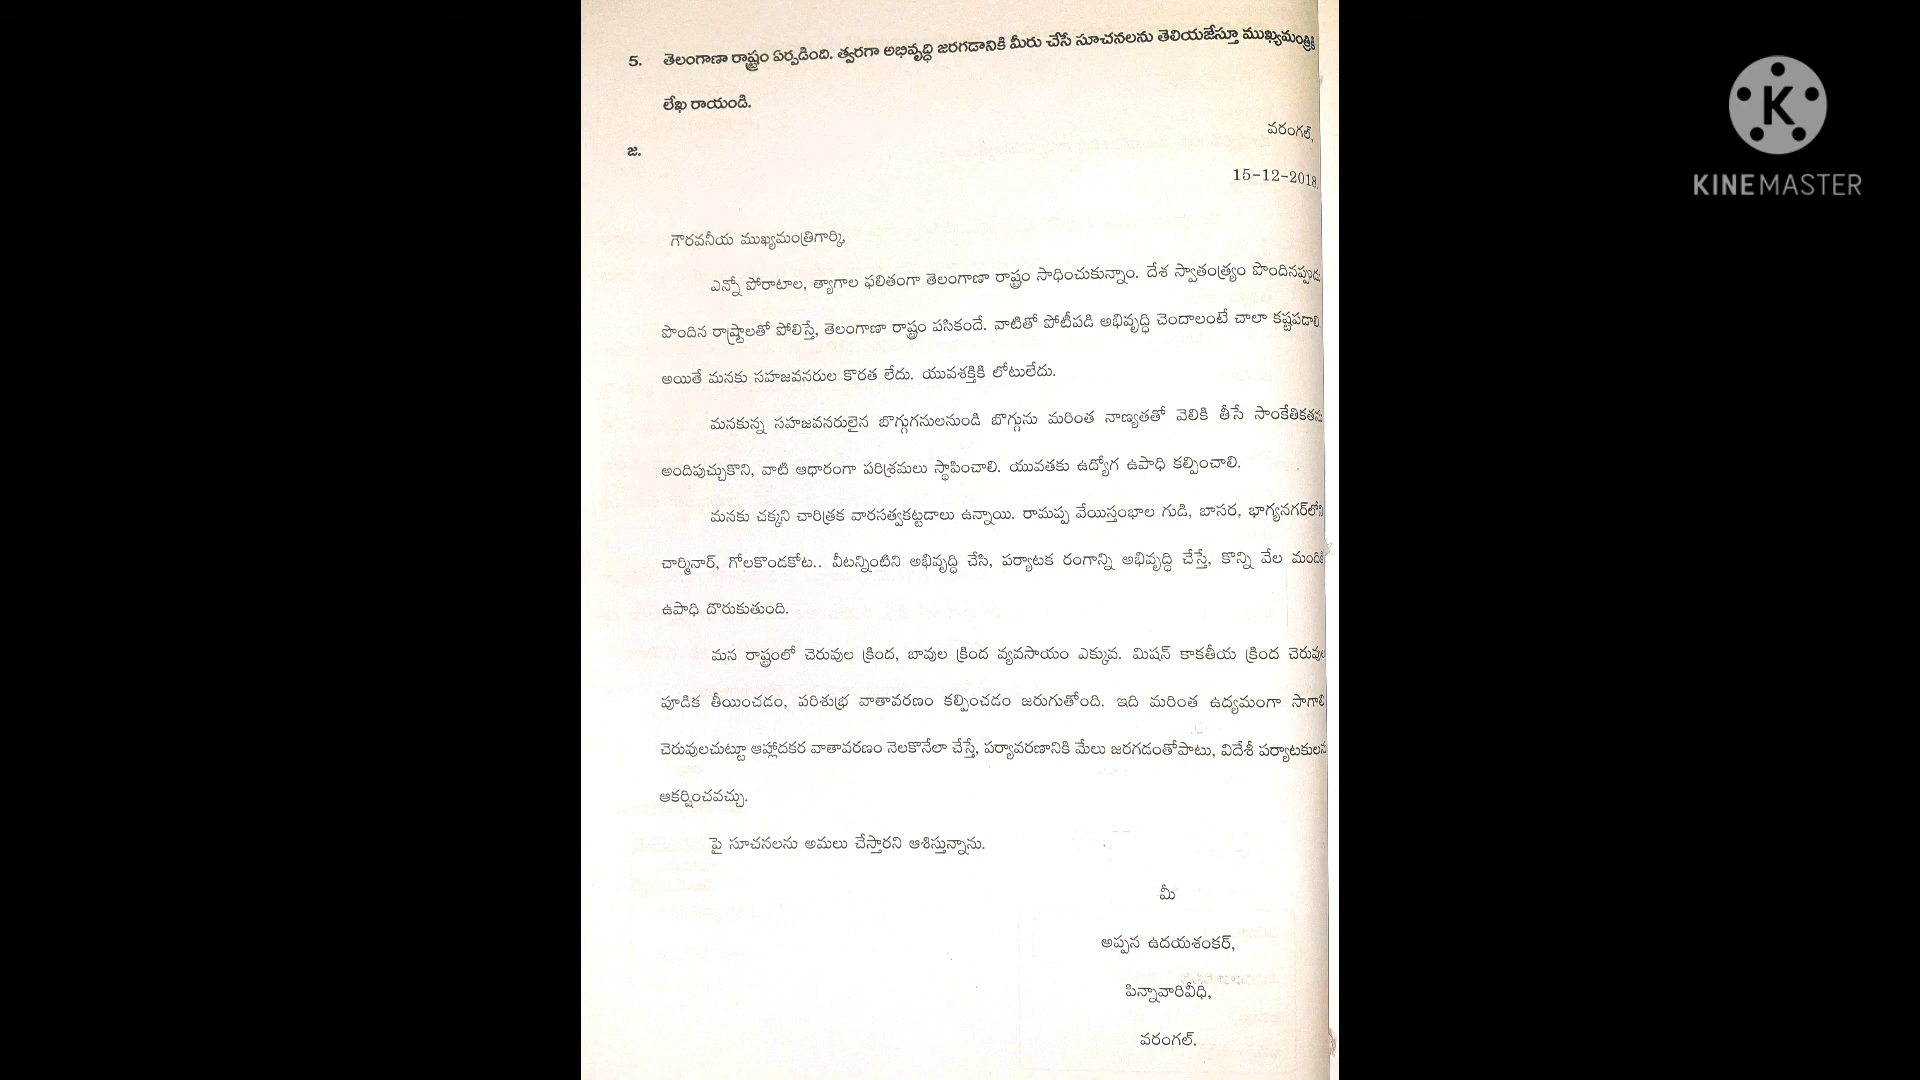 5. తెలంగాణా రాష్ట్రం ఏర్పడింది. త్వరగా అభివృద్ధి జరగడానికి మీరు చేసే సూచనలను తెలియజేస్తూ ముఖ్యమంత్రికి
లేఖ రాయండి.
వరంగల్,
జ.
15-12-2018.
గౌరవనీయ ముఖ్యమంత్రిగార్కి,
ఎన్నో పోరాటాల, త్యాగాల ఫలితంగా తెలంగాణా రాష్ట్రం సాధించుకున్నాం. దేశ స్వాతంత్ర్యం
పొందిన రాష్ట్రాలతో పోలిస్తే, తెలంగాణా రాష్ట్రం పసికందే. వాటితో పోటీపడి అభివృద్ధి చెందాలంటే చాలా కష్టపడాలి
అయితే మనకు సహజవనరుల కొరత లేదు. యువశక్తికి లోటులేదు.
మనకున్న సహజవనరులైన బొగ్గుగనులనుండి బొగ్గును మరింత నాణ్యతతో వెలికి తీసే సాంకేతికతను
అందిపుచ్చుకొని, వాటి ఆధారంగా పరిశ్రమలు స్థాపించాలి. యువతకు ఉద్యోగ ఉపాధి కల్పించాలి.
మనకు చక్కని చారిత్రక వారసత్వకట్టడాలు ఉన్నాయి. రామప్ప వేయిస్తంభాల గుడి, బాసర, భాగ్యనగర్‌లోని
చార్మినార్, గోలకొండకోట.. వీటన్నింటిని అభివృద్ధి చేసి, పర్యాటక రంగాన్ని అభివృద్ధి చేస్తే, కొన్ని వేల మందికి
ఉపాధి దొరుకుతుంది.
మన రాష్ట్రంలో చెరువుల క్రింద, బావుల క్రింద వ్యవసాయం ఎక్కువ. మిషన్ కాకతీయ క్రింద చెరువుల
పూడిక తీయించడం, పరిశుభ్ర వాతావరణం కల్పించడం జరుగుతోంది. ఇది మరింత ఉద్యమంగా సాగాలి
చెరువులచుట్టూ ఆహ్లాదకర వాతావరణం నెలకొనేలా చేస్తే, పర్యావరణానికి మేలు జరగడంతోపాటు, విదేశీ పర్యాటకులను
ఆకర్షించవచ్చు.
పై సూచనలను అమలు చేస్తారని ఆశిస్తున్నాను.
మీ
అప్పన ఉదయశంకర్,
పిన్నావారివీధి,
వరంగల్.
K
KINEMASTER